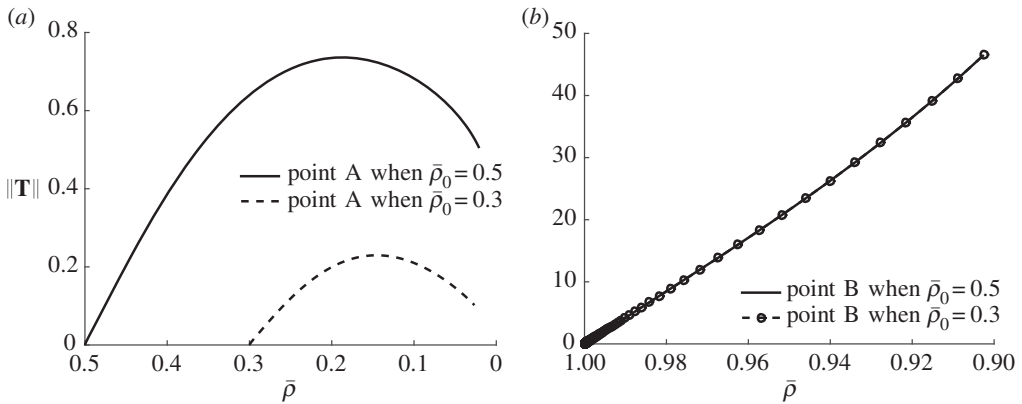 (a)
0.8
0.6
0.4
0.2
0
||T||
0.5 0.4 0.3 0.2 0.1 0
ρ̄
point A when ρ̄₀ = 0.5
point A when ρ̄₀ = 0.3
(b)
50
40
30
20
10
0
1.00 0.98 0.96 0.94 0.92 0.90
ρ̄
point B when ρ̄₀ = 0.5
point B when ρ̄₀ = 0.3